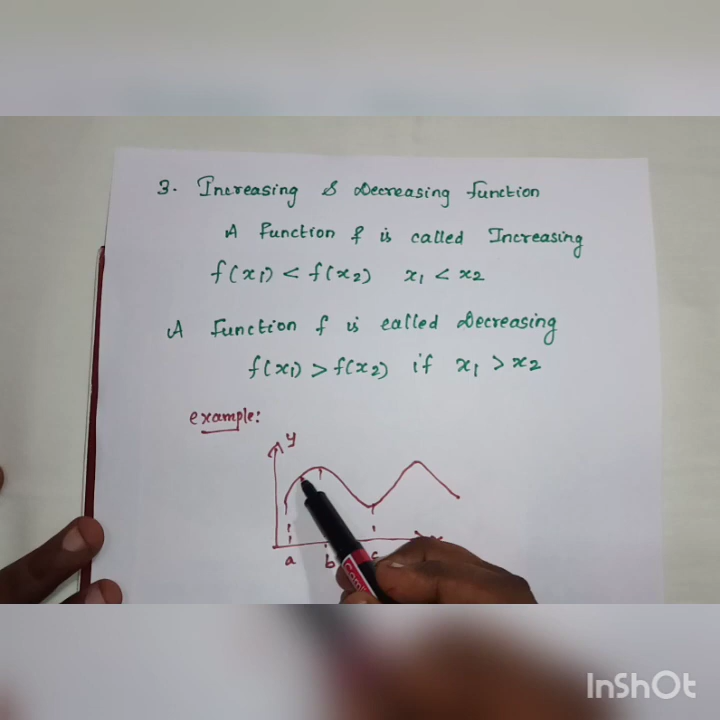 3. Increasing & Decreasing function
A Function f is called Increasing
f(x1) < f(x2) x1 < x2
A function f is called Decreasing
f(x1) > f(x2) if x1 > x2
example:
y
a b c
InShOt